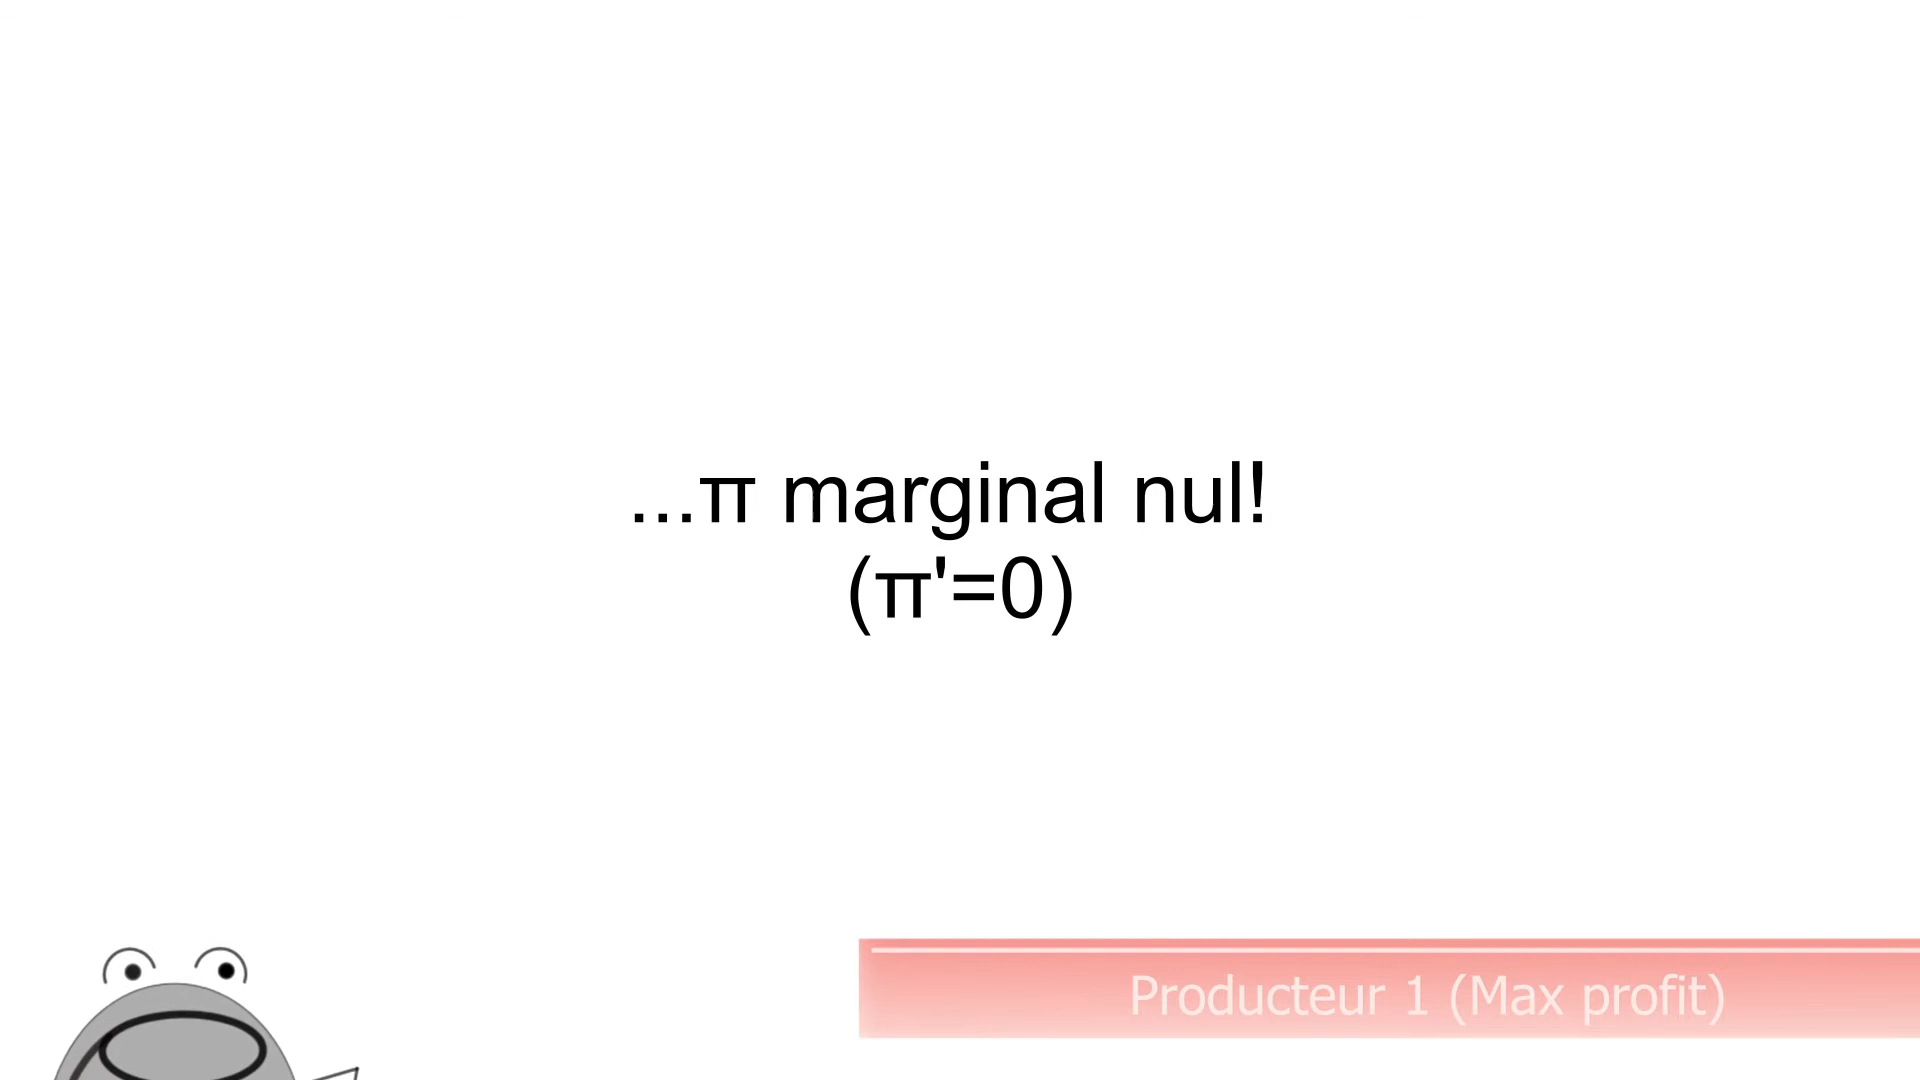 ...π marginal nul!
(π'=0)
Producteur 1 (Max profit)